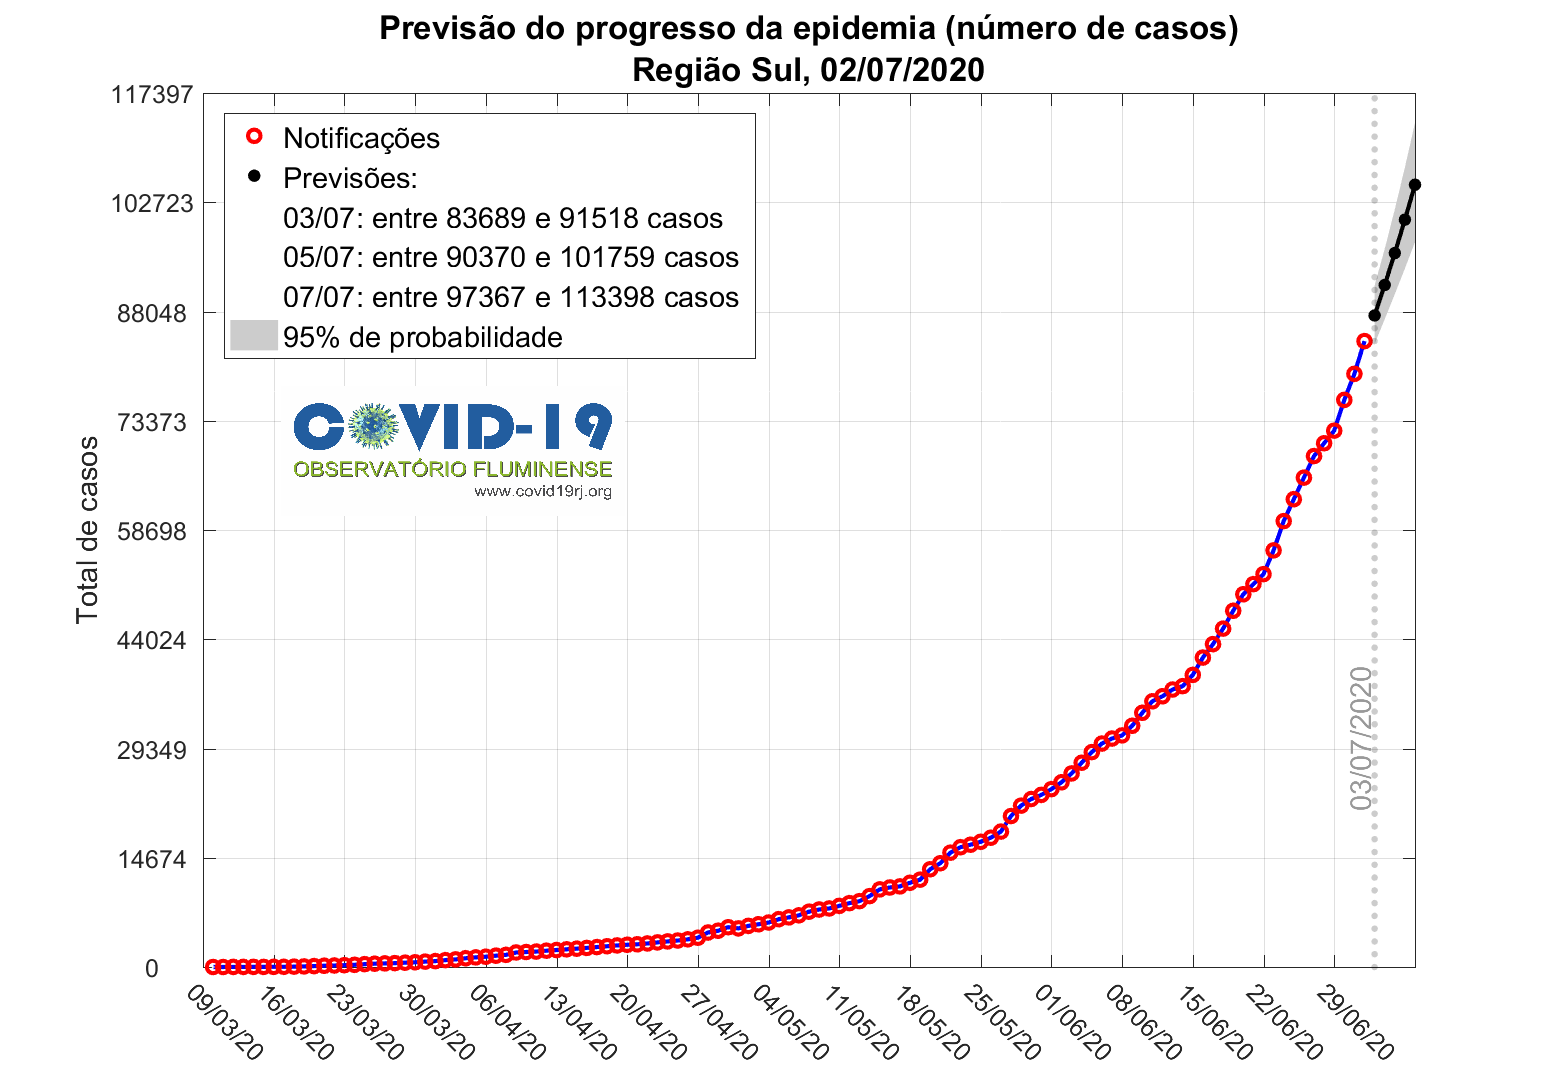 Previsão do progresso da epidemia (número de casos)
Região Sul, 02/07/2020
117397
102723
88048
73373
58698
44024
29349
14674
0
Total de casos
Notificações
Previsões:
03/07: entre 83689 e 91518 casos
05/07: entre 90370 e 101759 casos
07/07: entre 97367 e 113398 casos
95% de probabilidade
COVID-19
OBSERVATÓRIO FLUMINENSE
www.covid19rj.org
03/07/2020
09/03/20
16/03/20
23/03/20
30/03/20
06/04/20
13/04/20
20/04/20
27/04/20
04/05/20
11/05/20
18/05/20
25/05/20
01/06/20
08/06/20
15/06/20
22/06/20
29/06/20